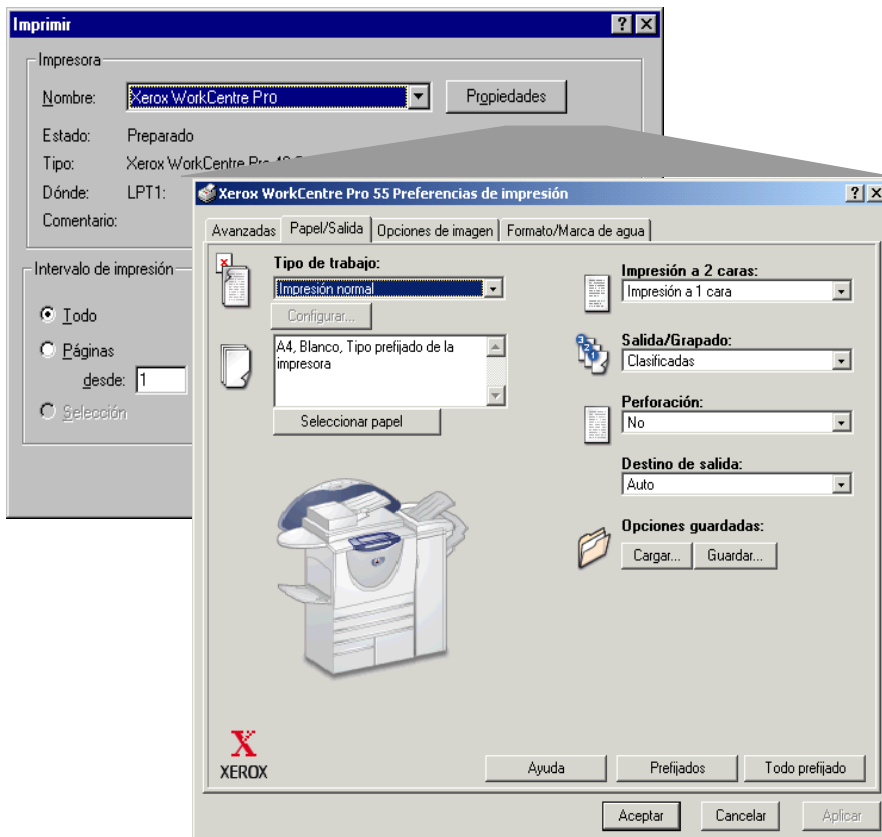 Imprimir
Impresora
Nombre: Xerox WorkCentre Pro Propiedades
Estado: Preparado
Tipo: Xerox WorkCentre Pro
Dónde: LPT1:
Comentario:
Intervalo de impresión
Todo
Páginas
desde: 1
Selección
Xerox WorkCentre Pro 55 Preferencias de impresión
Avanzadas Papel/Salida Opciones de imagen Formato/Marca de agua
Tipo de trabajo:
Impresión normal
Configurar...
A4, Blanco, Tipo prefijado de la
impresora
Seleccionar papel
Impresión a 2 caras:
Impresión a 1 cara
Salida/Grapado:
Clasificadas
Perforación:
No
Destino de salida:
Auto
Opciones guardadas:
Cargar... Guardar...
X
XEROX
Ayuda Prefijados Todo prefijado
Aceptar Cancelar Aplicar